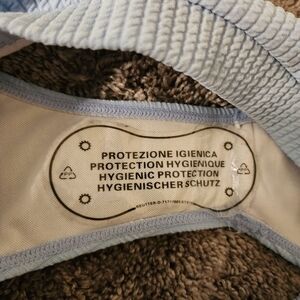 PROTEZIONE IGIENICA
PROTECTION HYGIENIQUE
HYGIENIC PROTECTION
HYGIENISCHER SCHUTZ